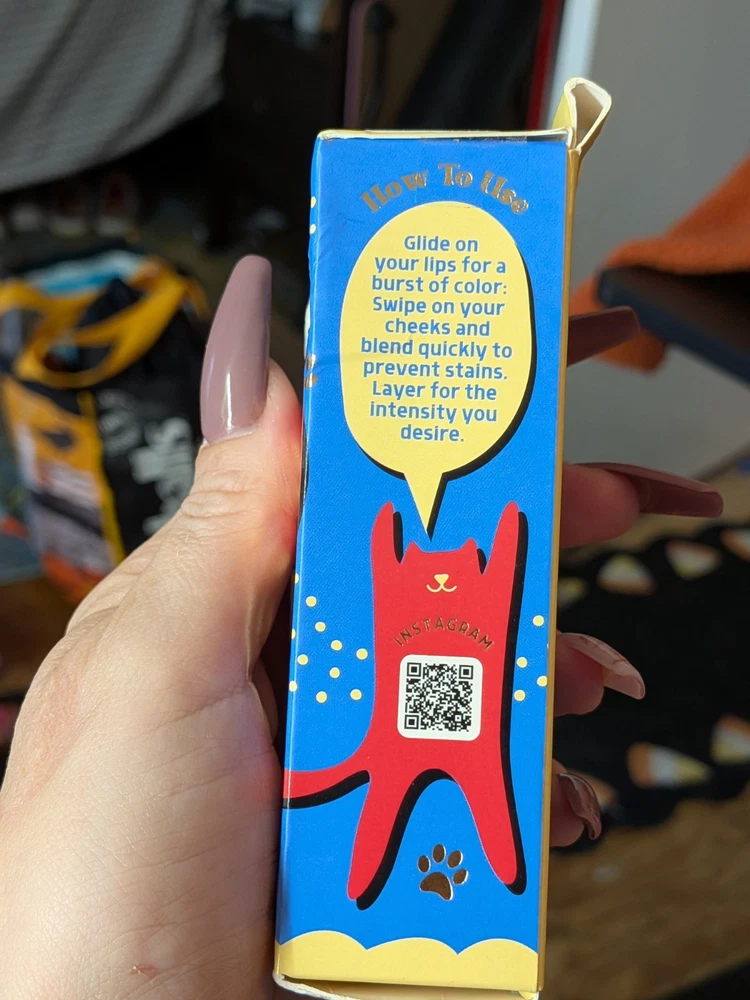 How To Use
Glide on
your lips for a
burst of color:
Swipe on your
cheeks and
blend quickly to
prevent stains.
Layer for the
intensity you
desire.
INSTAGRAM